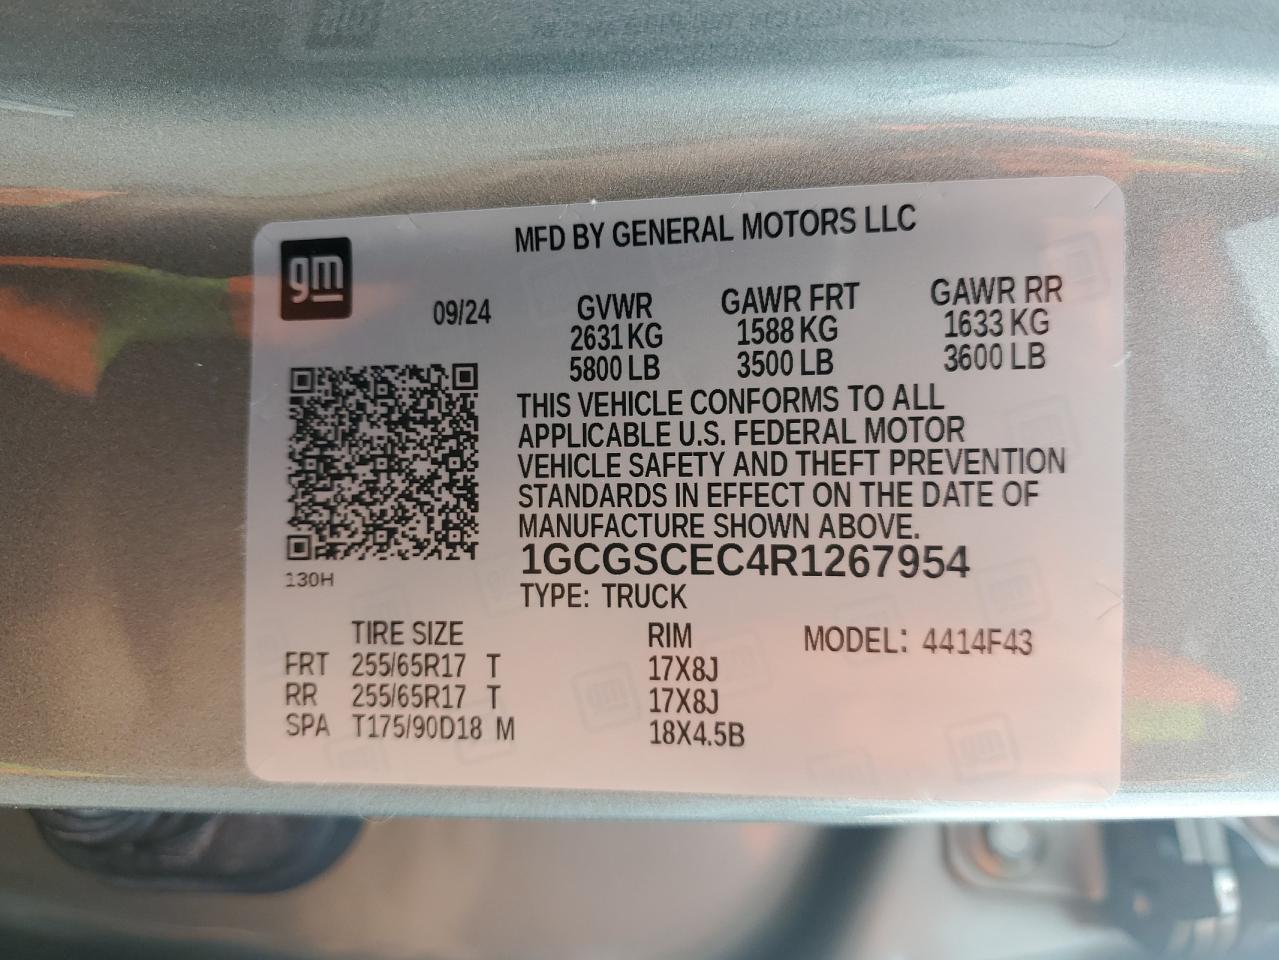 gm
MFD BY GENERAL MOTORS LLC
09/24 GVWR GAWR FRT GAWR RR
2631 KG 1588 KG 1633 KG
5800 LB 3500 LB 3600 LB
THIS VEHICLE CONFORMS TO ALL
APPLICABLE U.S. FEDERAL MOTOR
VEHICLE SAFETY AND THEFT PREVENTION
STANDARDS IN EFFECT ON THE DATE OF
MANUFACTURE SHOWN ABOVE.
1GCGSCEC4R1267954
130H
TYPE: TRUCK
TIRE SIZE RIM MODEL: 4414F43
FRT 255/65R17 T 17X8J
RR 255/65R17 T 17X8J
SPA T175/90D18 M 18X4.5B